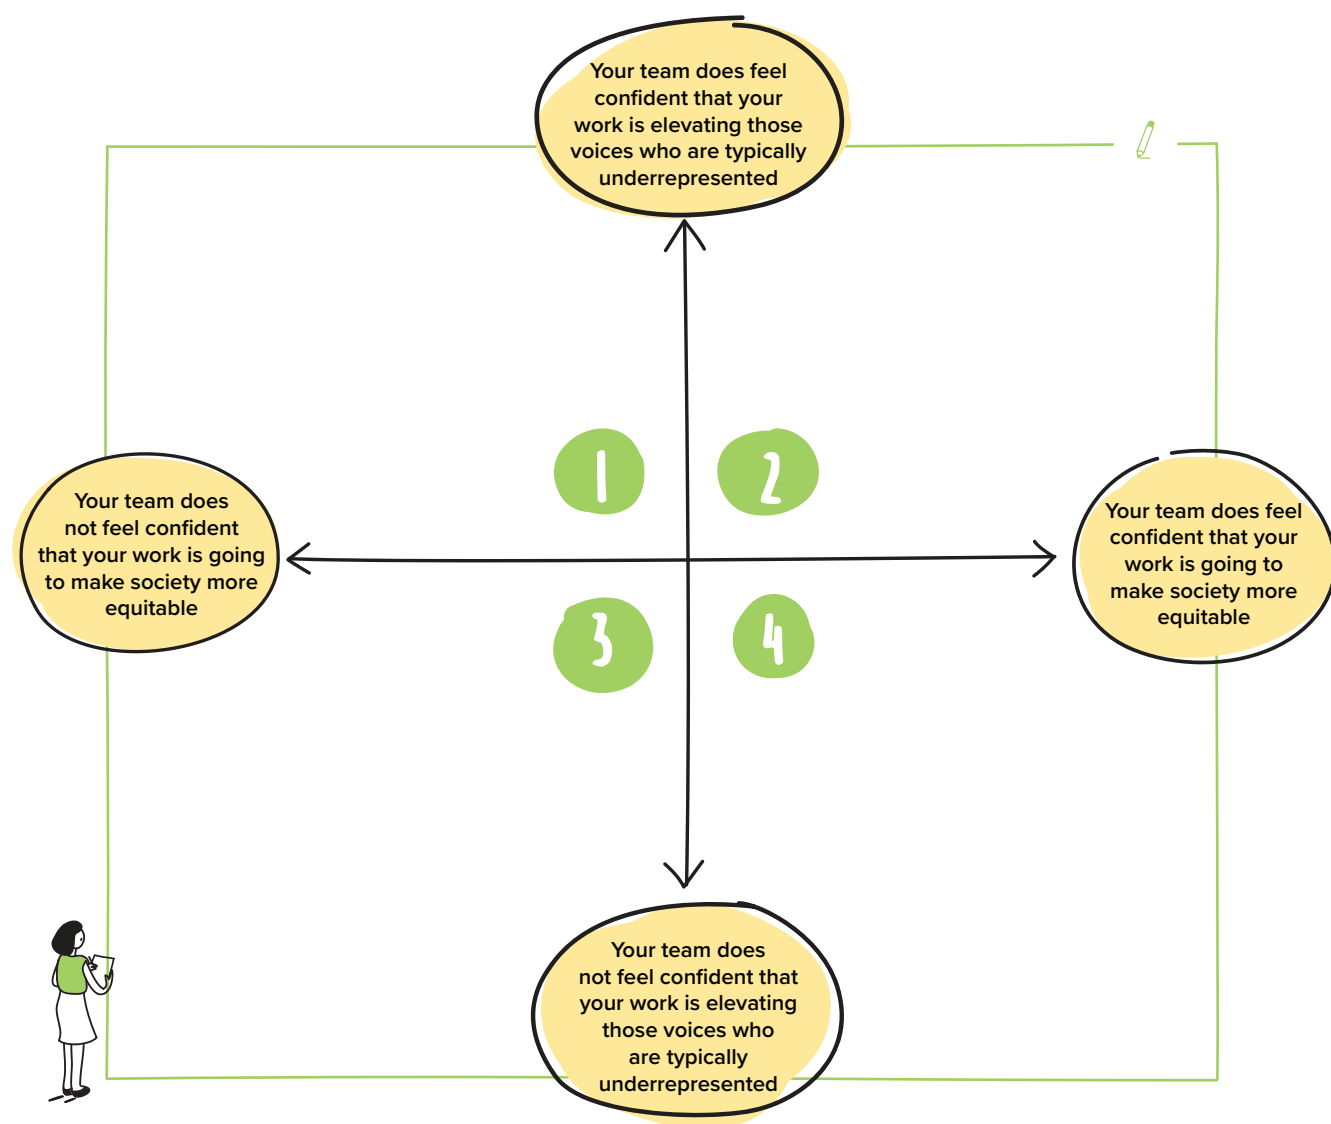 Your team does feel
confident that your
work is elevating those
voices who are typically
underrepresented
1
2
Your team does
not feel confident
that your work is going
to make society more
equitable
Your team does feel
confident that your
work is going to
make society more
equitable
3
4
Your team does
not feel confident that
your work is elevating
those voices who
are typically
underrepresented